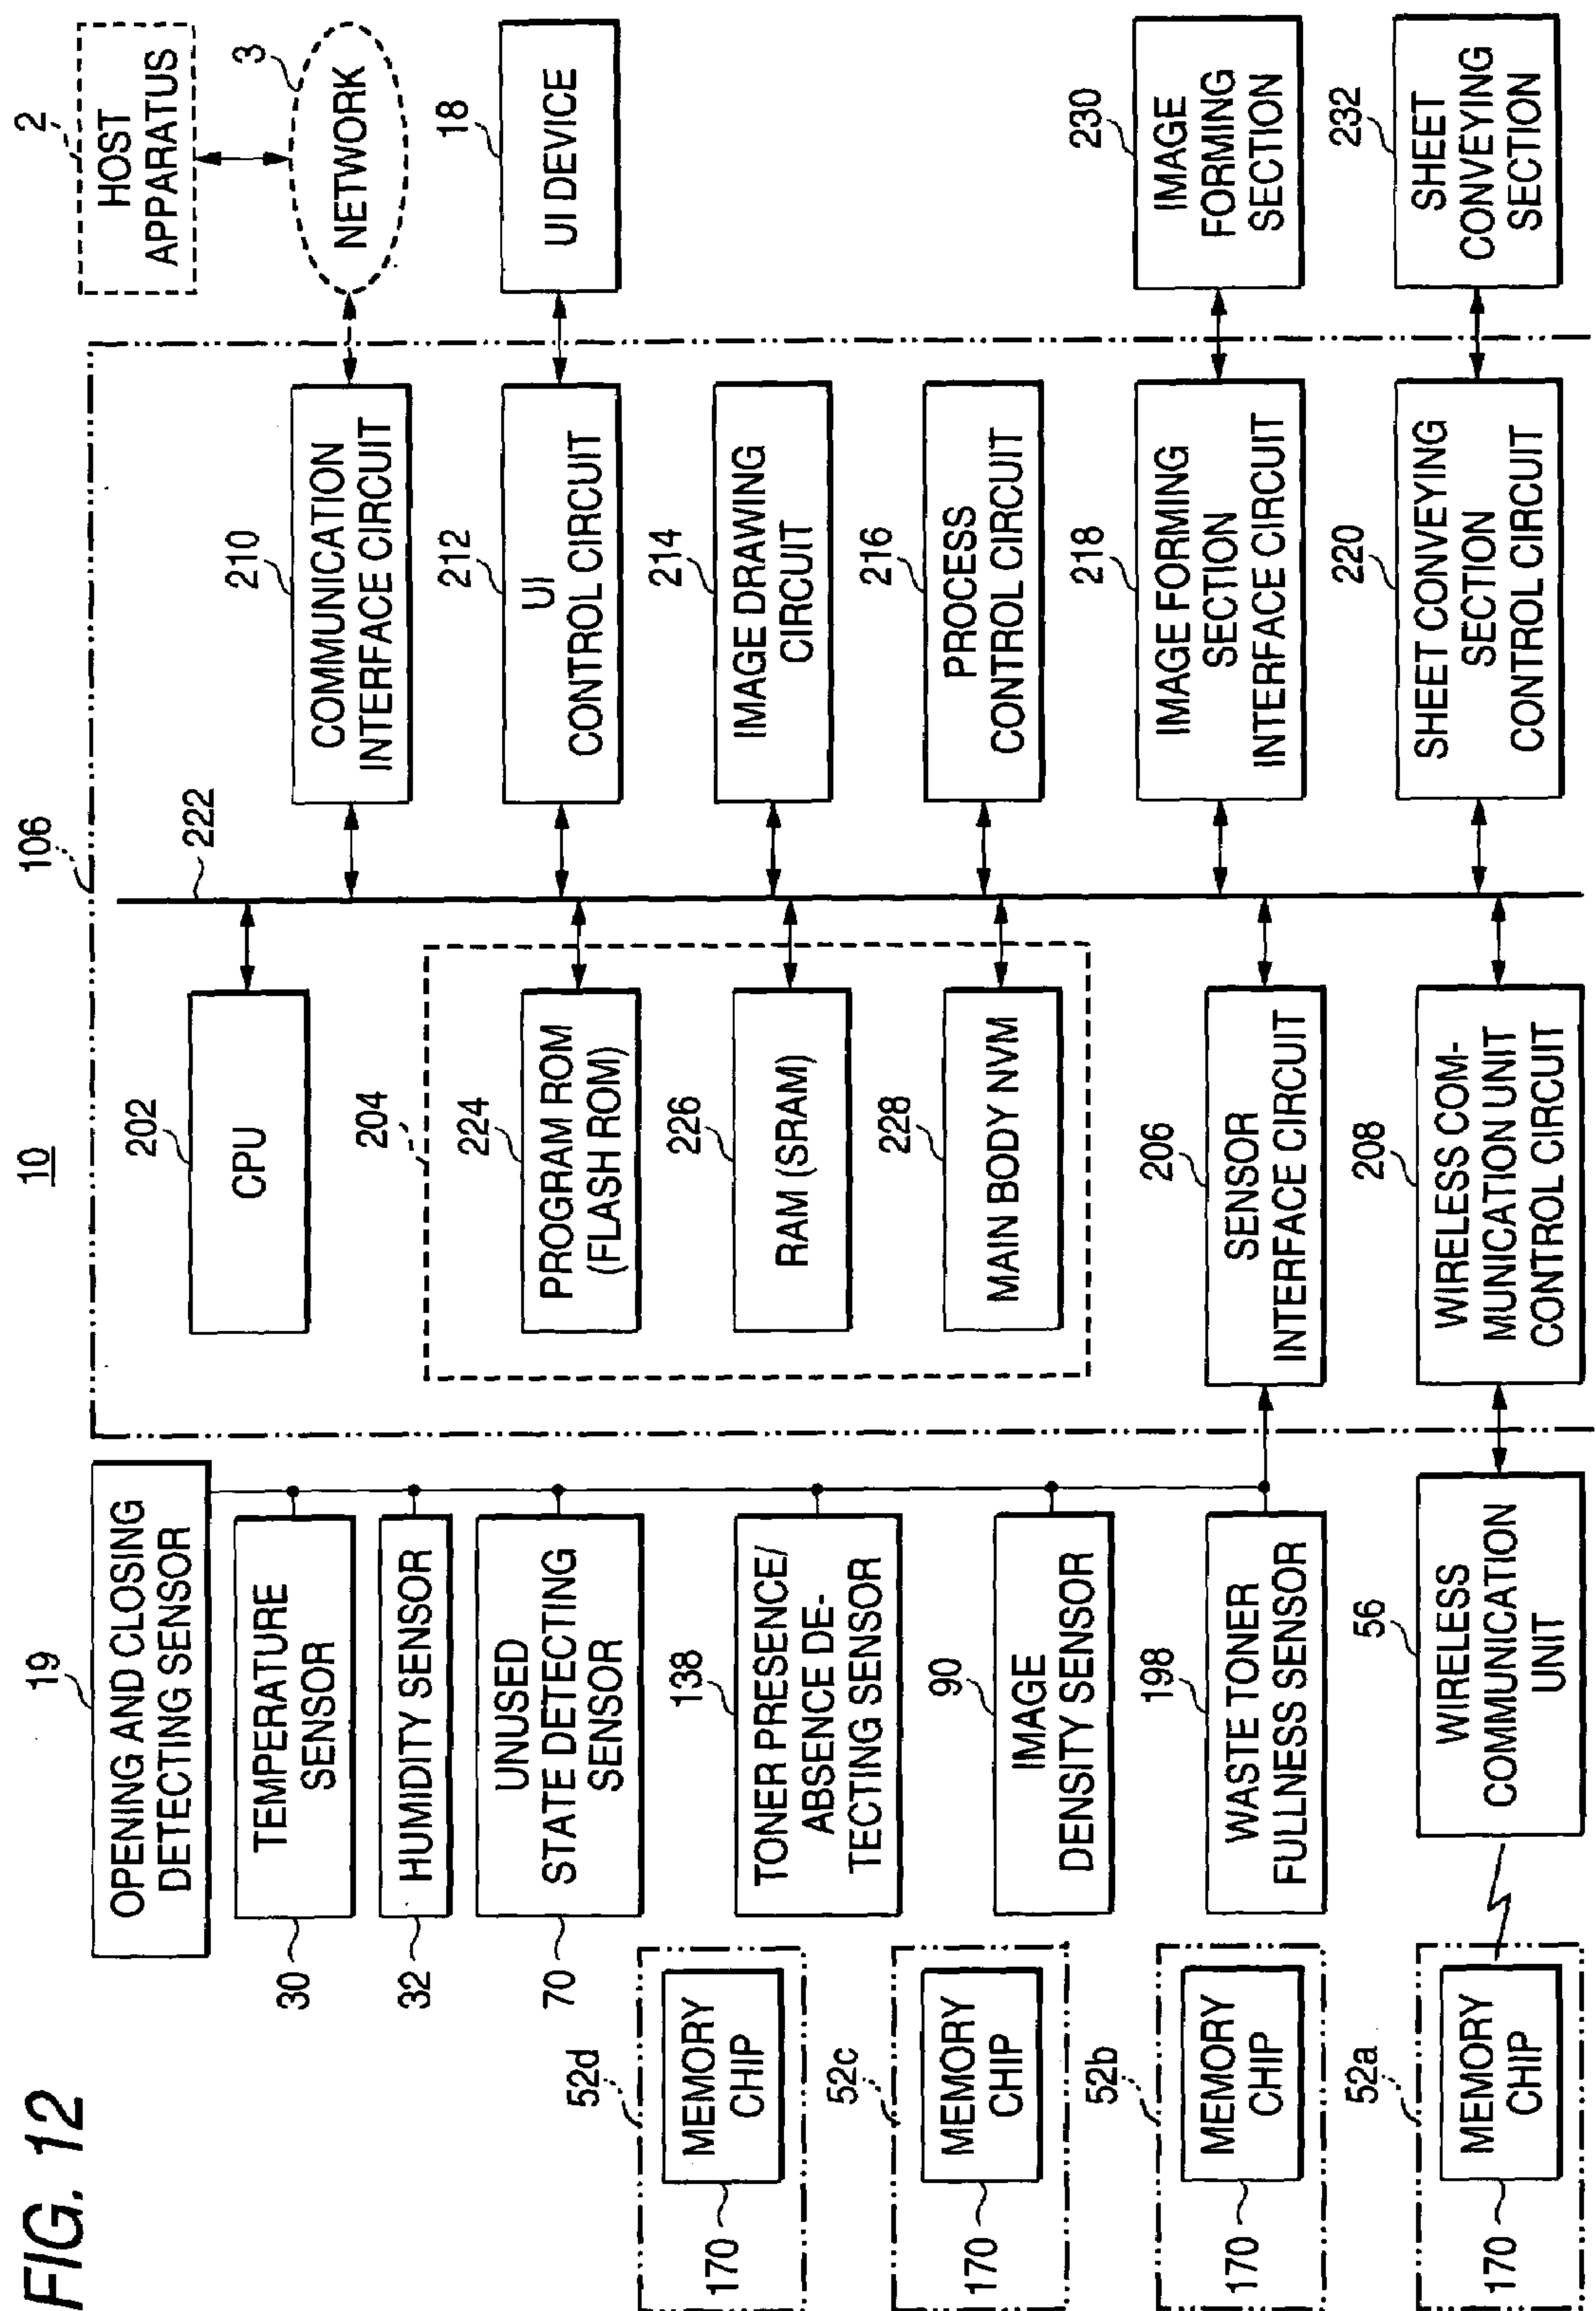 FIG. 12
10
106
2
HOST
APPARATUS
3
NETWORK
19
OPENING AND CLOSING
DETECTING SENSOR
202
CPU
222
210
COMMUNICATION
INTERFACE CIRCUIT
30
TEMPERATURE
SENSOR
32
HUMIDITY SENSOR
204
70
UNUSED
STATE DETECTING
SENSOR
224
PROGRAM ROM
(FLASH ROM)
212
UI
CONTROL CIRCUIT
18
UI DEVICE
52d
MEMORY
CHIP
170
138
TONER PRESENCE/
ABSENCE DE-
TECTING SENSOR
226
RAM (SRAM)
214
IMAGE DRAWING
CIRCUIT
52c
MEMORY
CHIP
170
90
IMAGE
DENSITY SENSOR
228
MAIN BODY NVM
216
PROCESS
CONTROL CIRCUIT
52b
MEMORY
CHIP
170
198
WASTE TONER
FULLNESS SENSOR
206
SENSOR
INTERFACE CIRCUIT
218
IMAGE FORMING
SECTION
INTERFACE CIRCUIT
230
IMAGE
FORMING
SECTION
52a
MEMORY
CHIP
170
56
WIRELESS
COMMUNICATION
UNIT
208
WIRELESS COM-
MUNICATION UNIT
CONTROL CIRCUIT
220
SHEET CONVEYING
SECTION
CONTROL CIRCUIT
232
SHEET
CONVEYING
SECTION